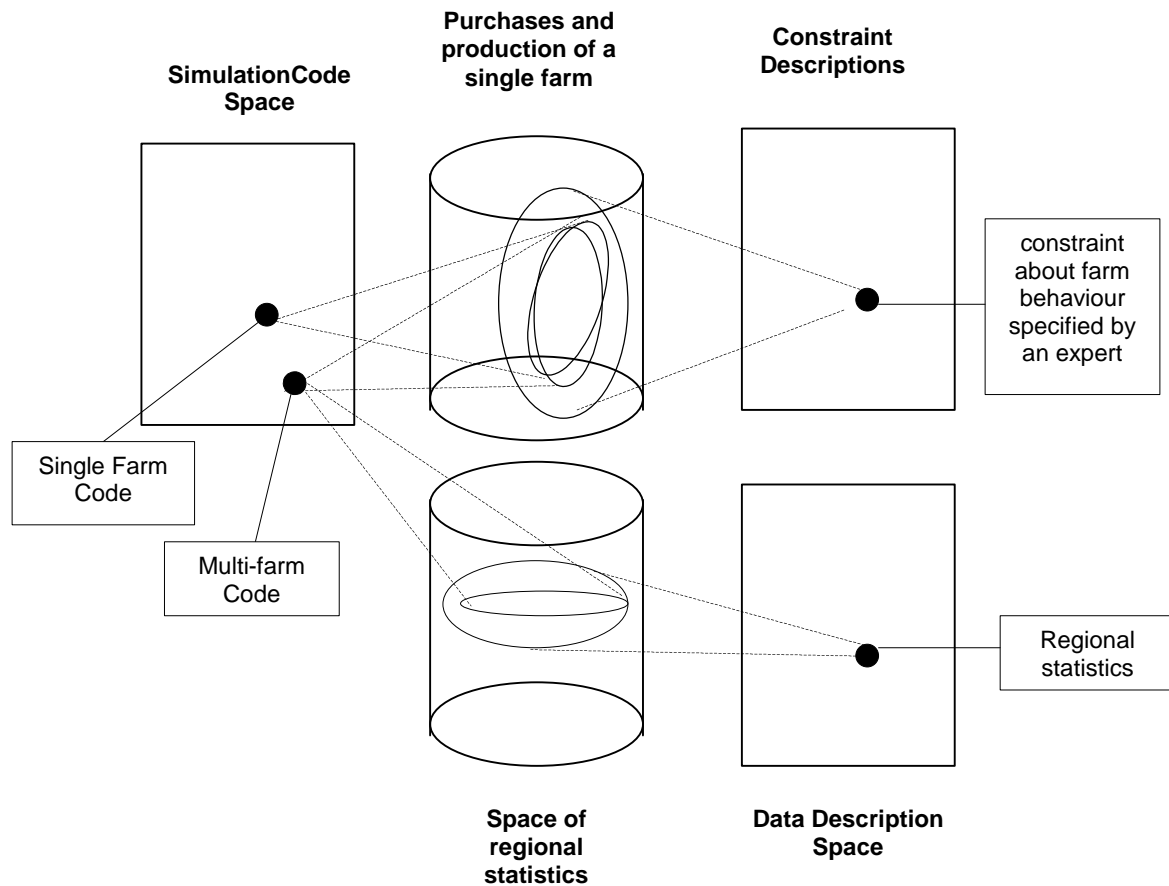 Purchases and
production of a
single farm
Constraint
Descriptions
SimulationCode
Space
constraint
about farm
behaviour
specified by
an expert
Single Farm
Code
Multi-farm
Code
Regional
statistics
Space of
regional
statistics
Data Description
Space